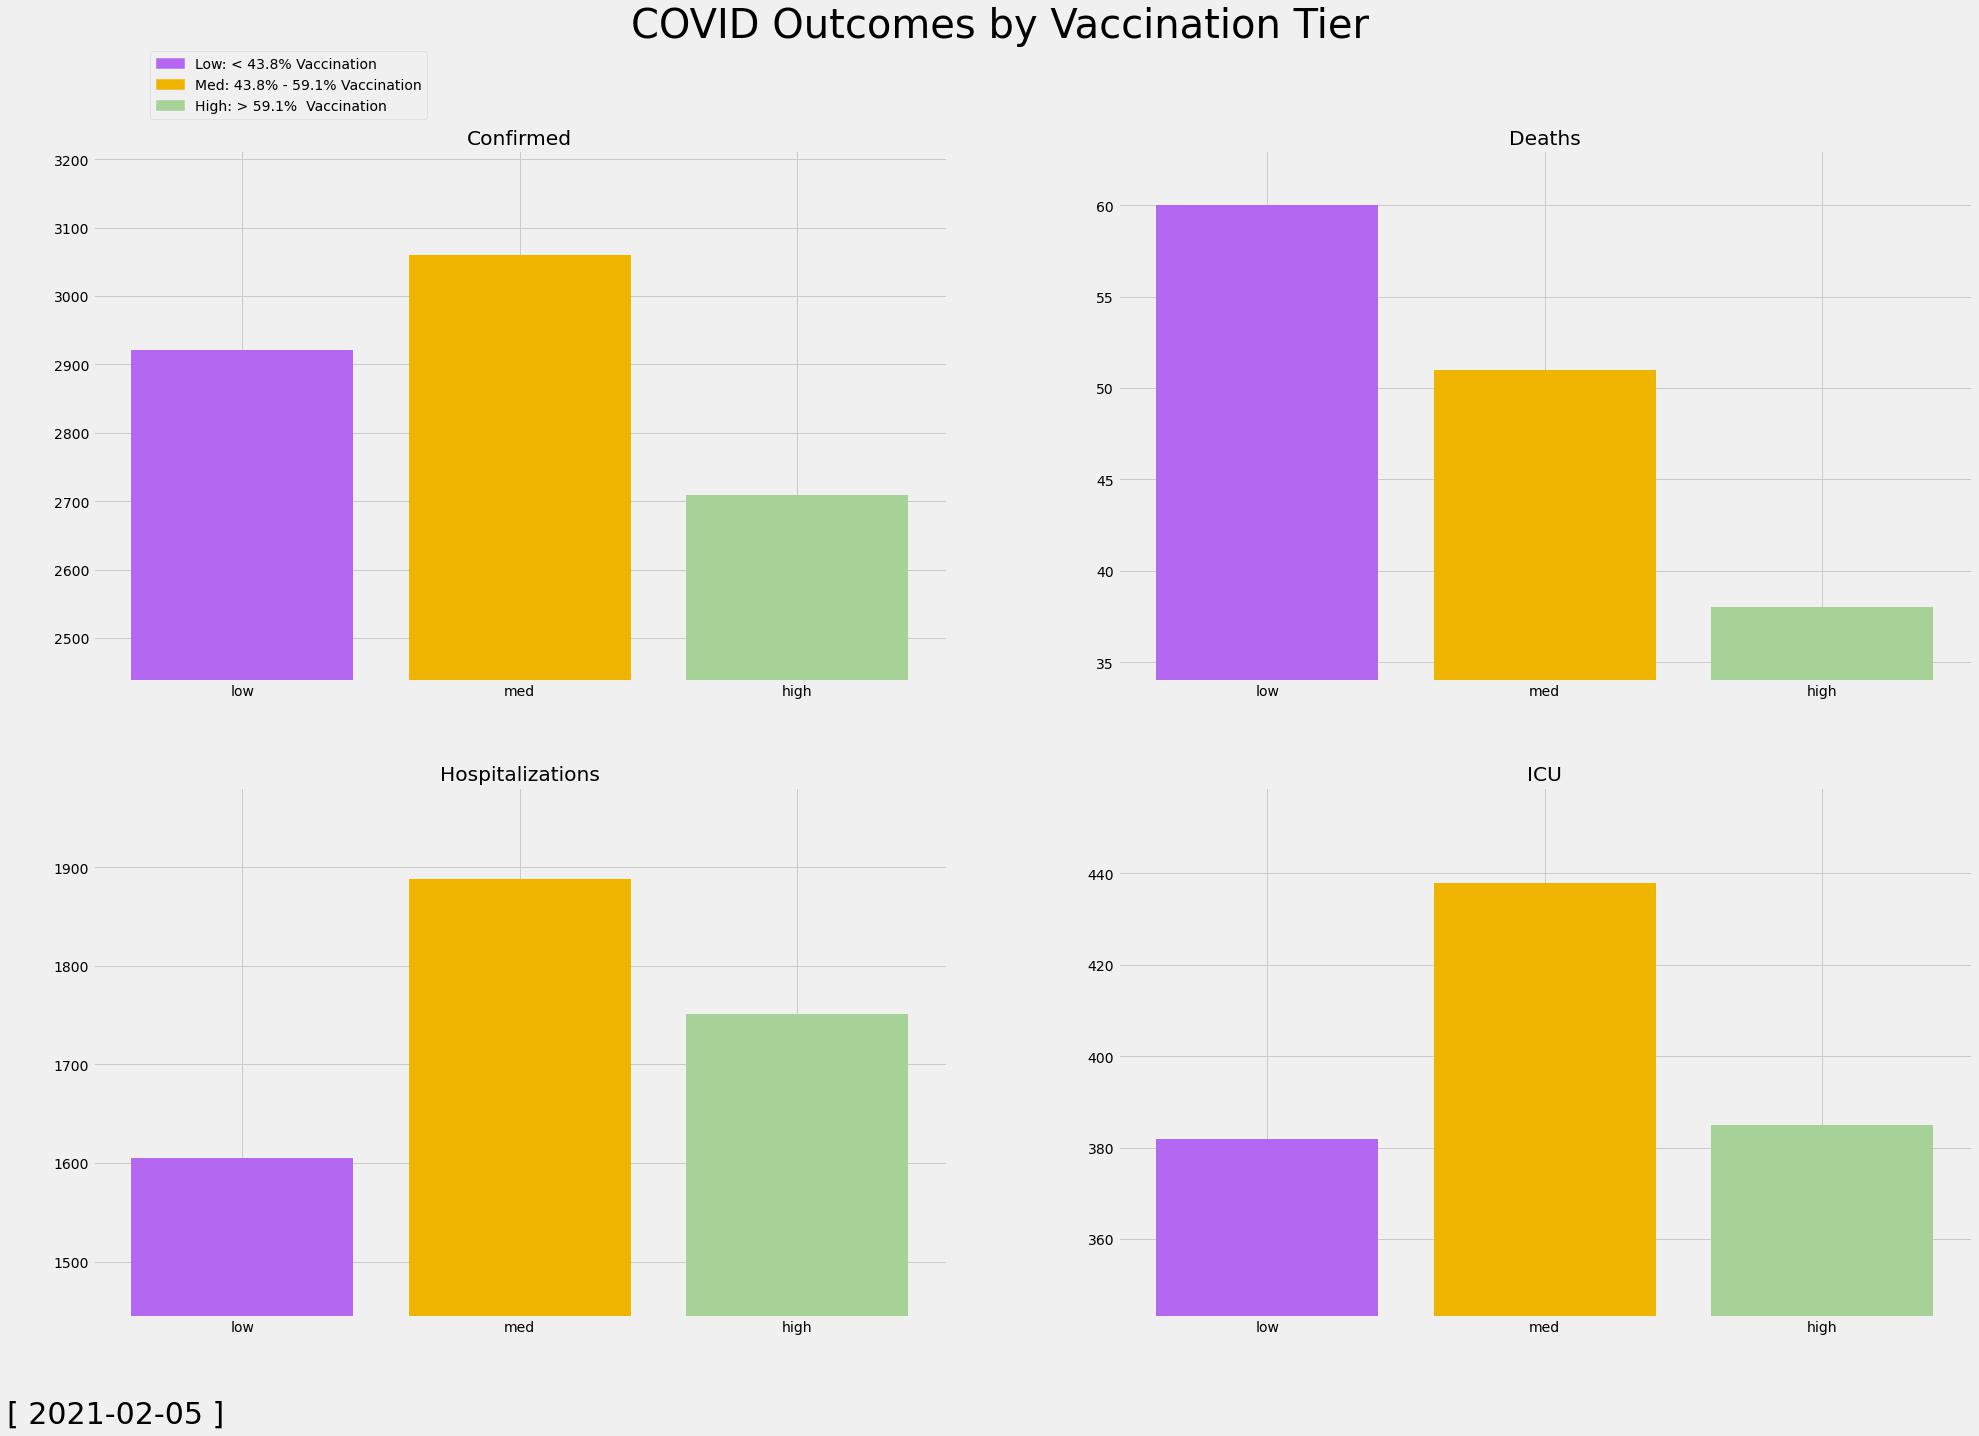 COVID Outcomes by Vaccination Tier
Low: < 43.8% Vaccination
Med: 43.8% - 59.1% Vaccination
High: > 59.1%  Vaccination
Confirmed
3200
3100
3000
2900
2800
2700
2600
2500
low med high
Deaths
60
55
50
45
40
35
low med high
Hospitalizations
1900
1800
1700
1600
1500
low med high
ICU
440
420
400
380
360
low med high
[ 2021-02-05 ]